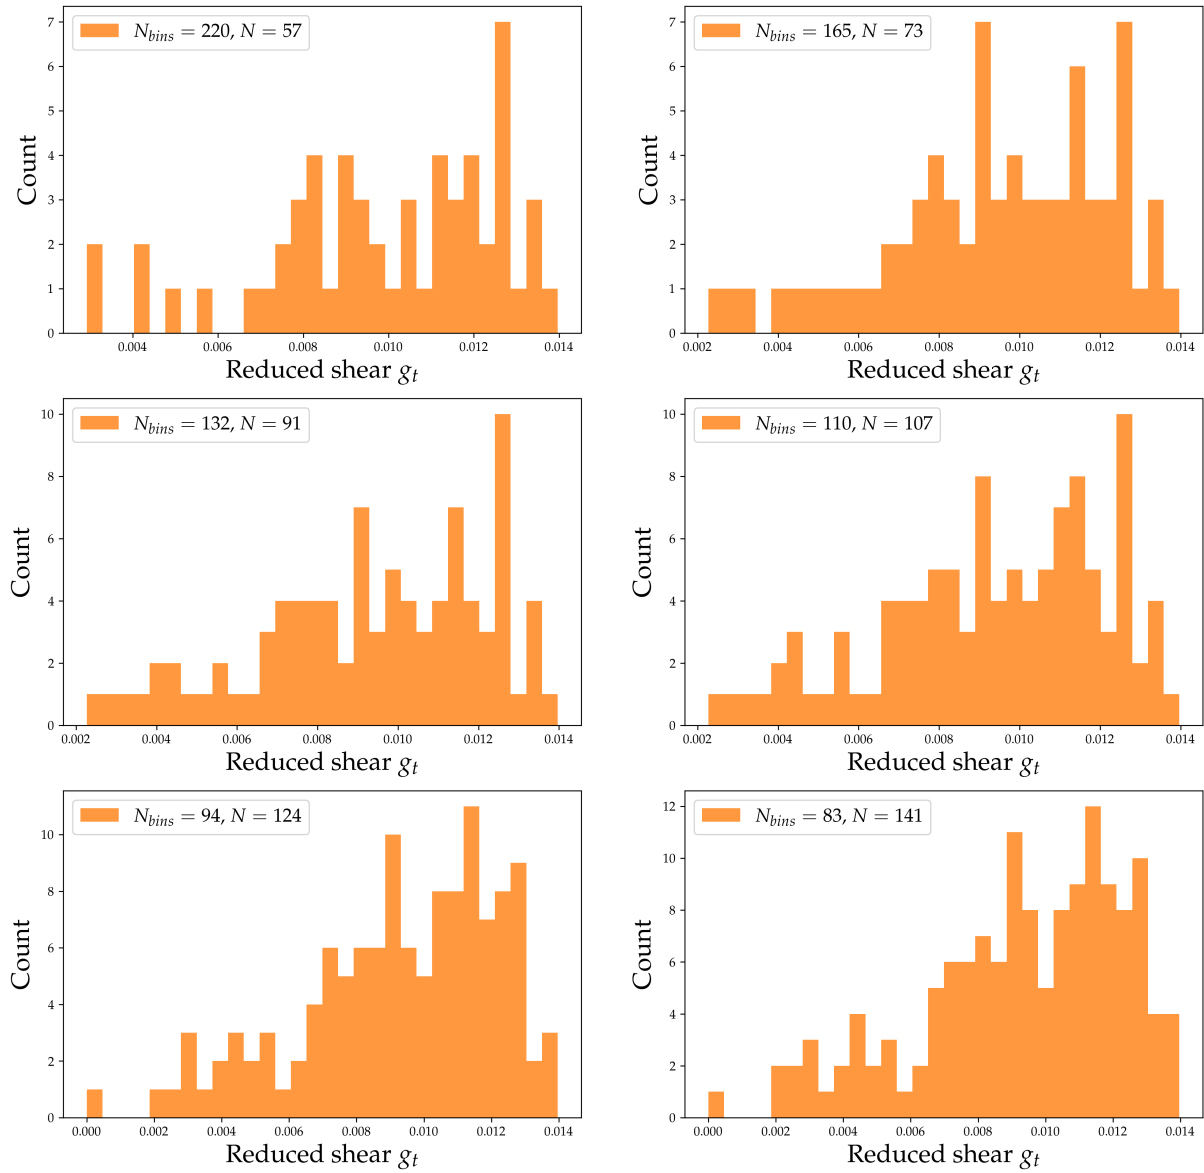 N_bins = 220, N = 57
7
6
5
4
3
2
1
0
Count
0.004 0.006 0.008 0.010 0.012 0.014
Reduced shear g_t
N_bins = 165, N = 73
7
6
5
4
3
2
1
0
Count
0.002 0.004 0.006 0.008 0.010 0.012 0.014
Reduced shear g_t
N_bins = 132, N = 91
10
8
6
4
2
0
Count
0.002 0.004 0.006 0.008 0.010 0.012 0.014
Reduced shear g_t
N_bins = 110, N = 107
10
8
6
4
2
0
Count
0.002 0.004 0.006 0.008 0.010 0.012 0.014
Reduced shear g_t
N_bins = 94, N = 124
10
8
6
4
2
0
Count
0.000 0.002 0.004 0.006 0.008 0.010 0.012 0.014
Reduced shear g_t
N_bins = 83, N = 141
12
10
8
6
4
2
0
Count
0.000 0.002 0.004 0.006 0.008 0.010 0.012 0.014
Reduced shear g_t